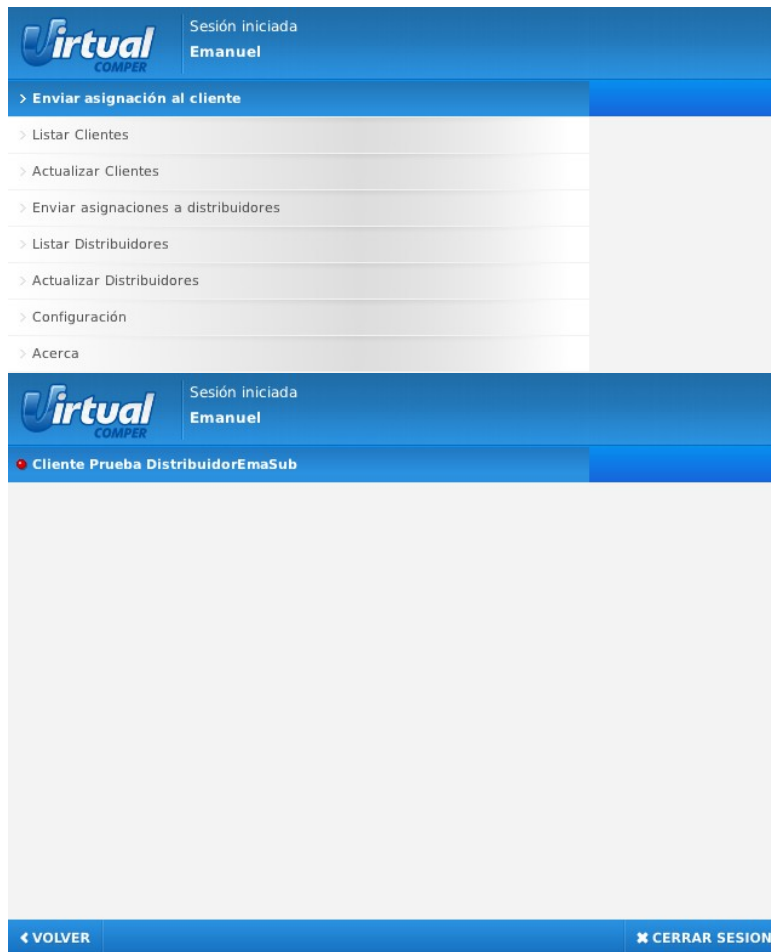 Virtual
COMPER
Sesión iniciada
Emanuel
> Enviar asignación al cliente
> Listar Clientes
> Actualizar Clientes
> Enviar asignaciones a distribuidores
> Listar Distribuidores
> Actualizar Distribuidores
> Configuración
> Acerca
Virtual
COMPER
Sesión iniciada
Emanuel
Cliente Prueba DistribuidorEmaSub
VOLVER
CERRAR SESION